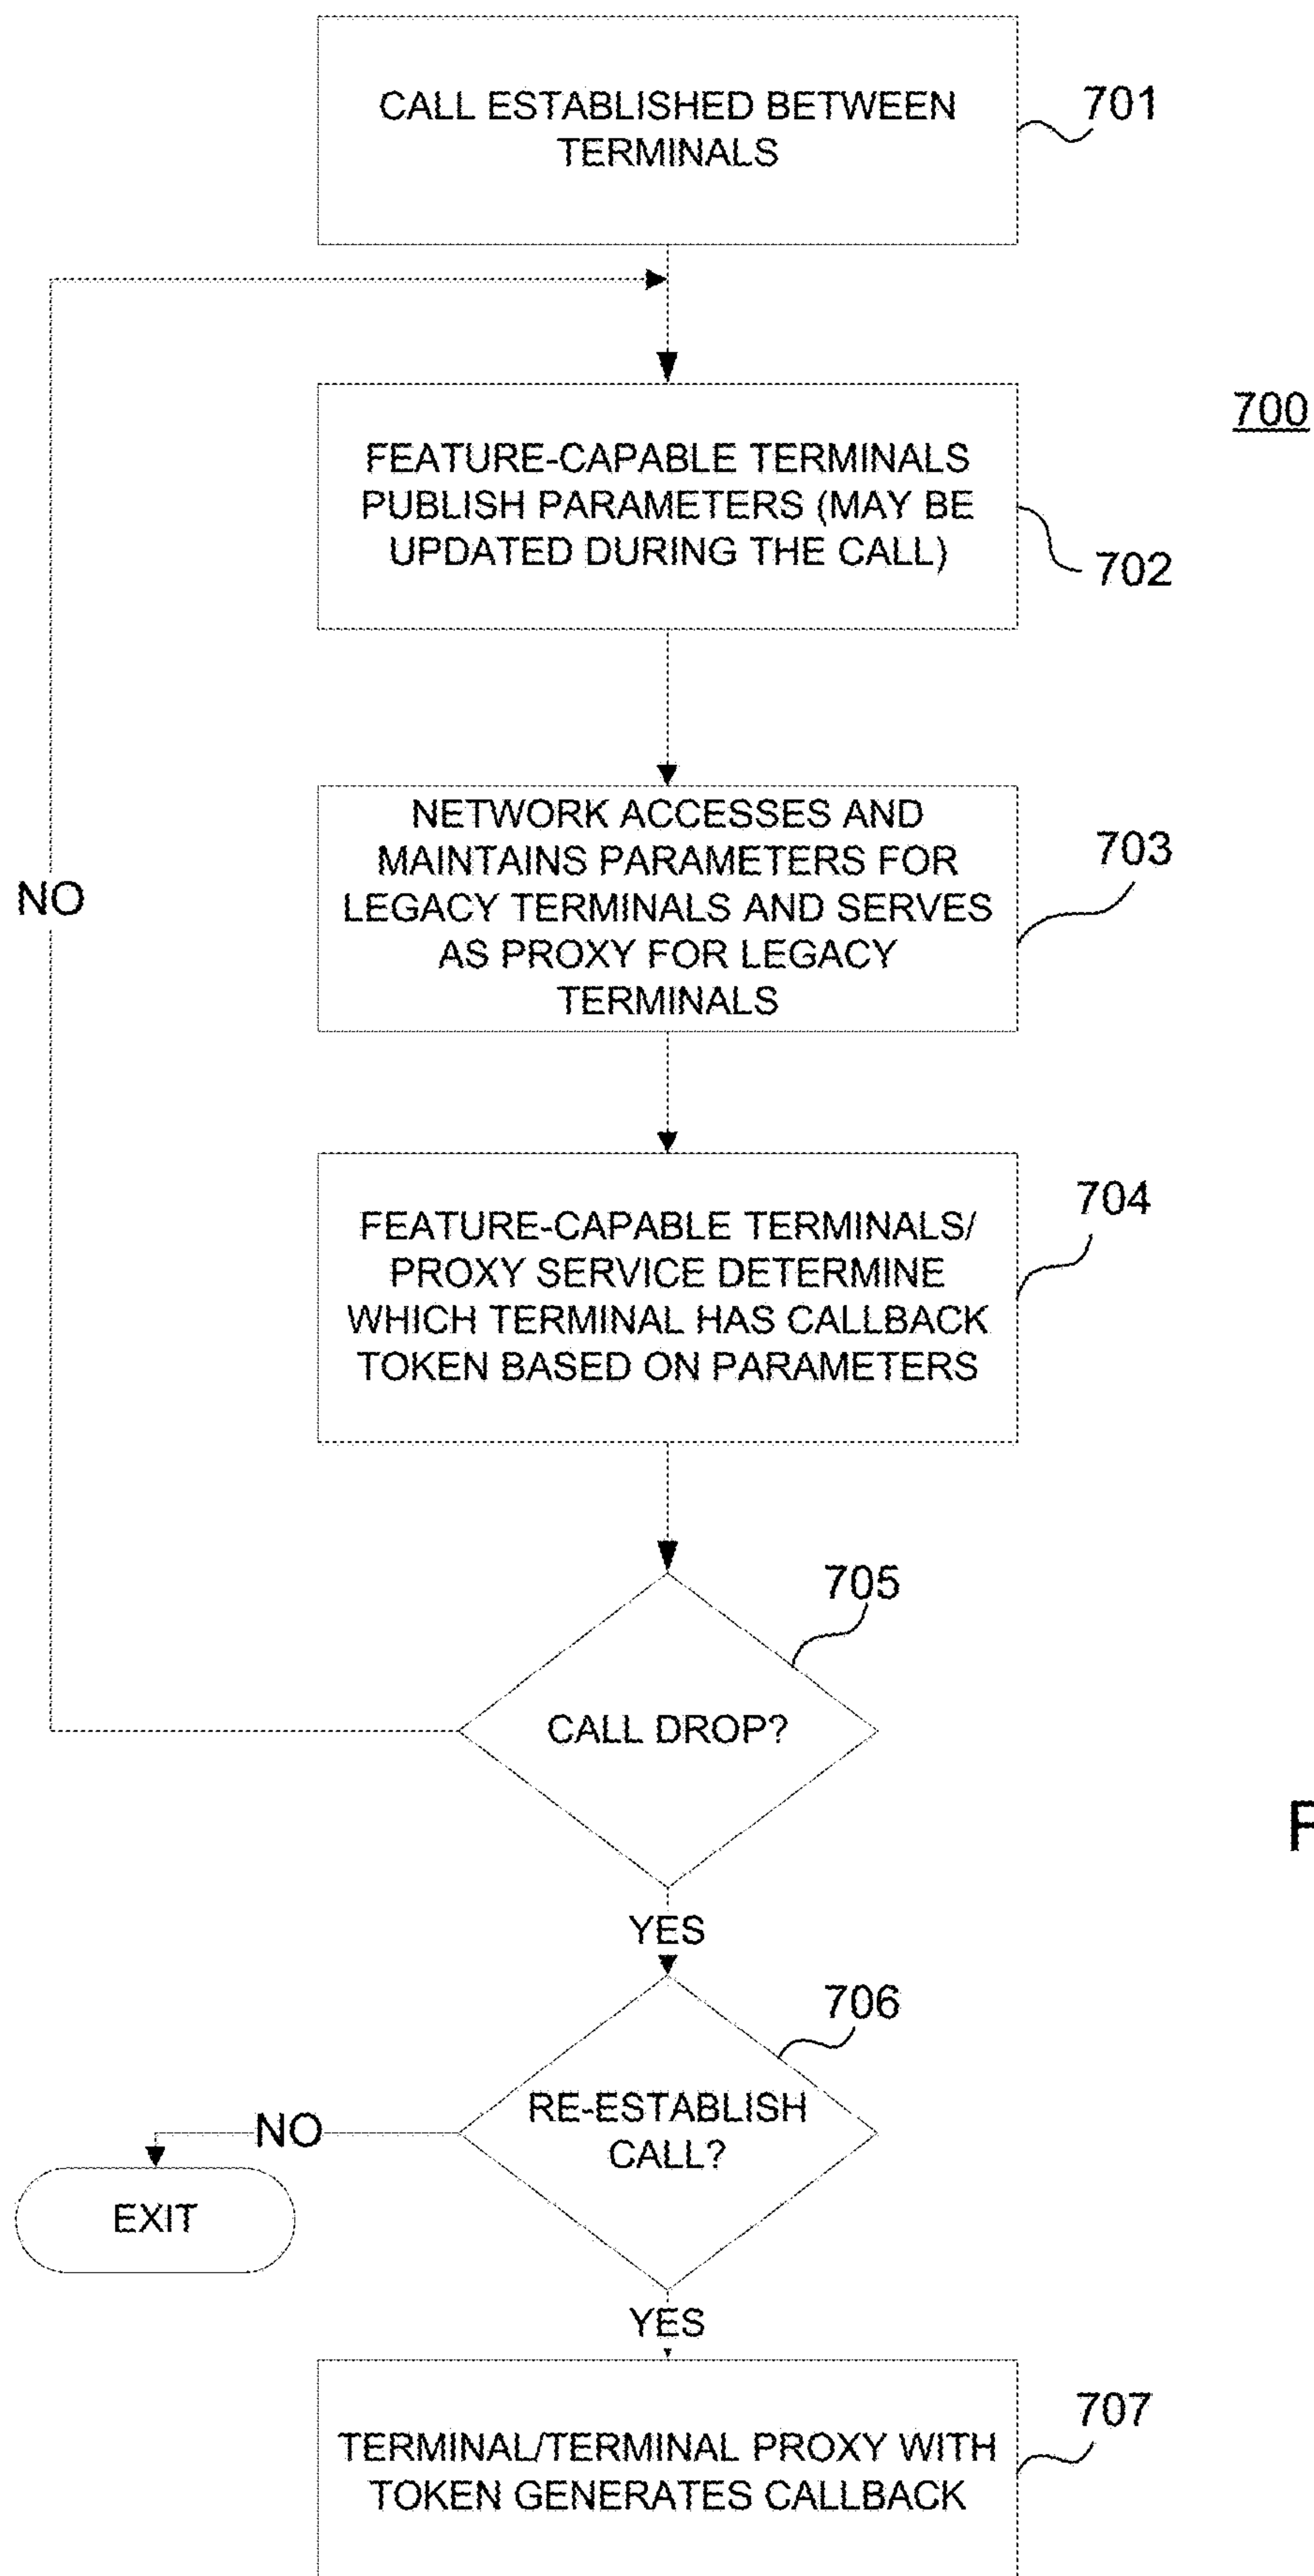 CALL ESTABLISHED BETWEEN
TERMINALS
701
700
FEATURE-CAPABLE TERMINALS
PUBLISH PARAMETERS (MAY BE
UPDATED DURING THE CALL)
702
NETWORK ACCESSES AND
MAINTAINS PARAMETERS FOR
LEGACY TERMINALS AND SERVES
AS PROXY FOR LEGACY
TERMINALS
703
NO
FEATURE-CAPABLE TERMINALS/
PROXY SERVICE DETERMINE
WHICH TERMINAL HAS CALLBACK
TOKEN BASED ON PARAMETERS
704
705
CALL DROP?
YES
706
RE-ESTABLISH
CALL?
NO
EXIT
YES
TERMINAL/TERMINAL PROXY WITH
TOKEN GENERATES CALLBACK
707